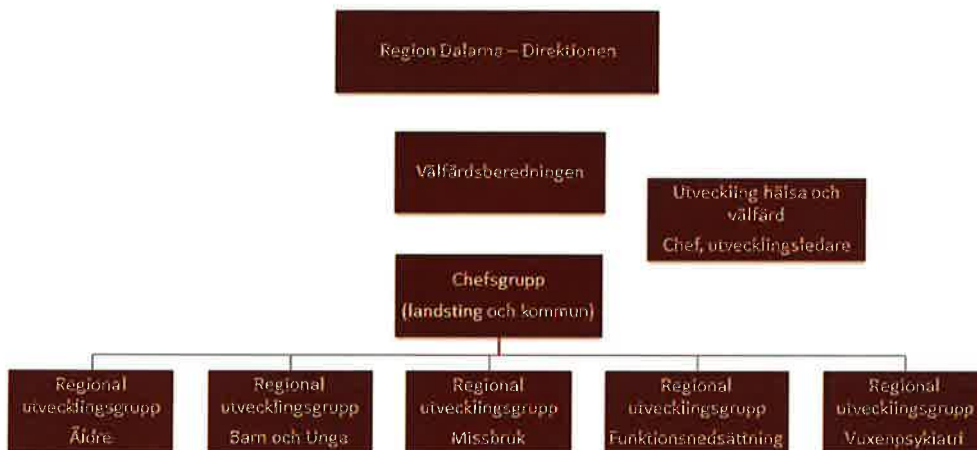 Region Dalarna – Direktionen
Välfärdsberedningen
Utveckling hälsa och
välfärd
Chef, utvecklingsledare
Chefsgrupp
(landsting och kommun)
Regional
utvecklingsgrupp
Äldre
Regional
utvecklingsgrupp
Barn och Unga
Regional
utvecklingsgrupp
Missbruk
Regional
utvecklingsgrupp
Funktionsnedsättning
Regional
utvecklingsgrupp
Vuxenpsykiatri